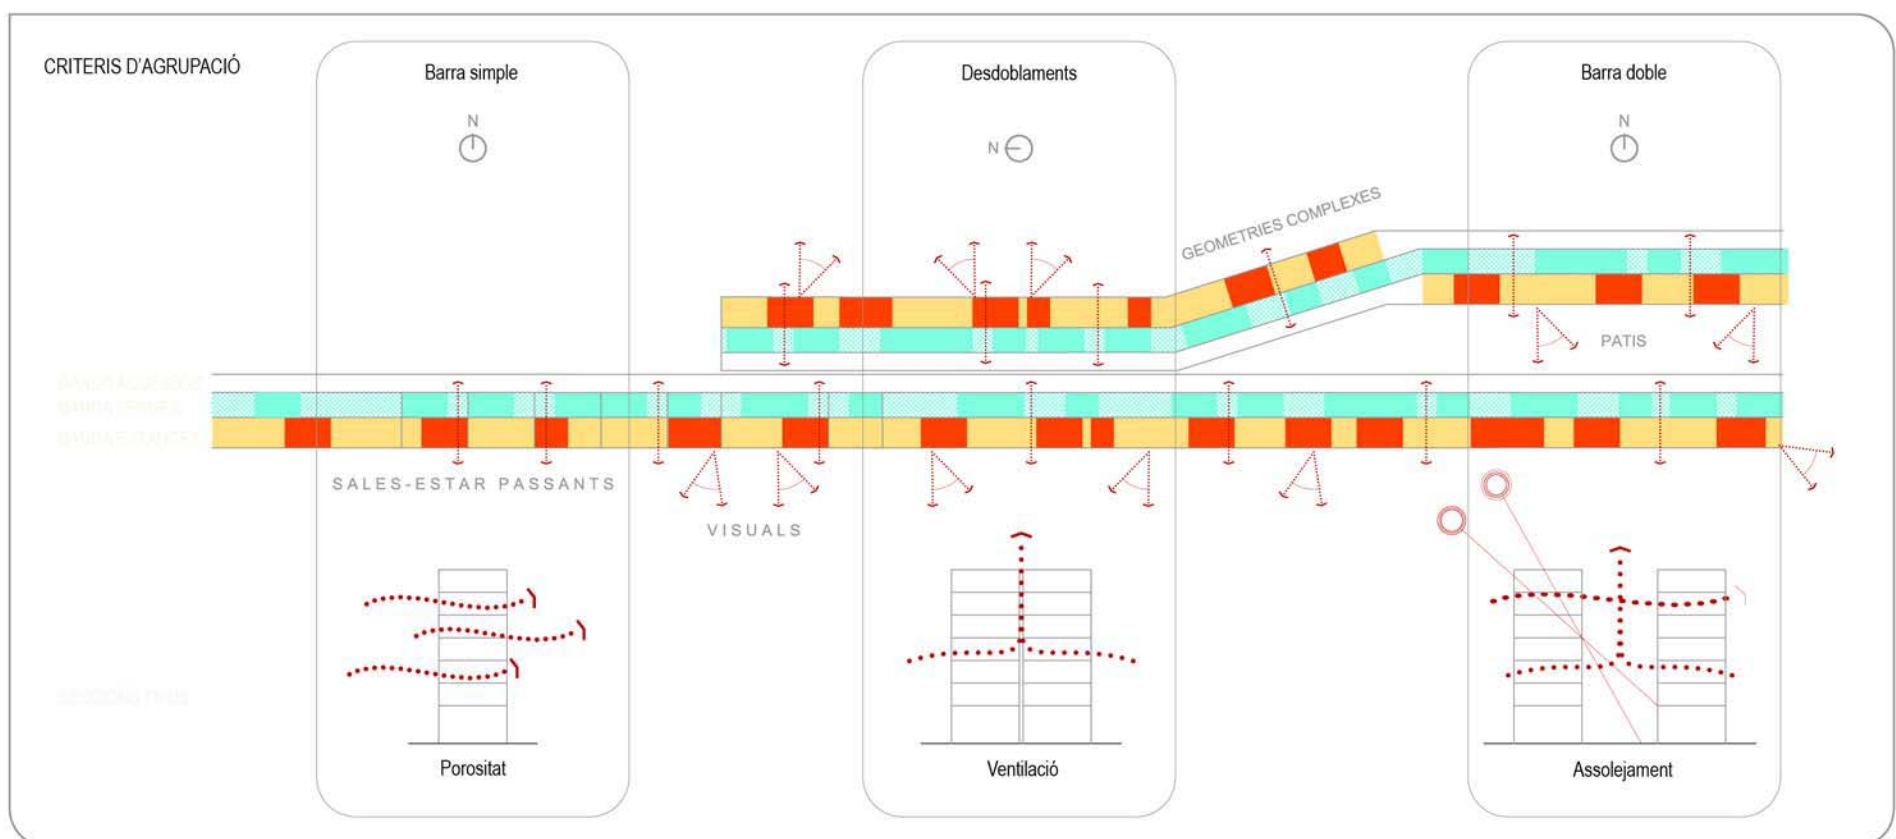 CRITERIS D'AGRUPACIÓ
Barra simple
Desdoblaments
Barra doble
N
N
N
GEOMETRIES COMPLEXES
PATIS
SALES-ESTAR PASSANTS
VISUALS
Porositat
Ventilació
Assolejament